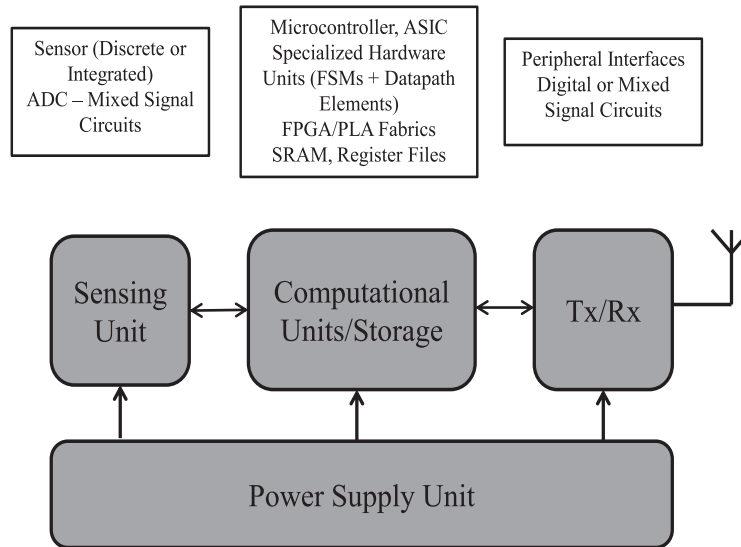 Sensor (Discrete or
Integrated)
ADC – Mixed Signal
Circuits
Microcontroller, ASIC
Specialized Hardware
Units (FSMs + Datapath
Elements)
FPGA/PLA Fabrics
SRAM, Register Files
Peripheral Interfaces
Digital or Mixed
Signal Circuits
Sensing
Unit
Computational
Units/Storage
Tx/Rx
Power Supply Unit